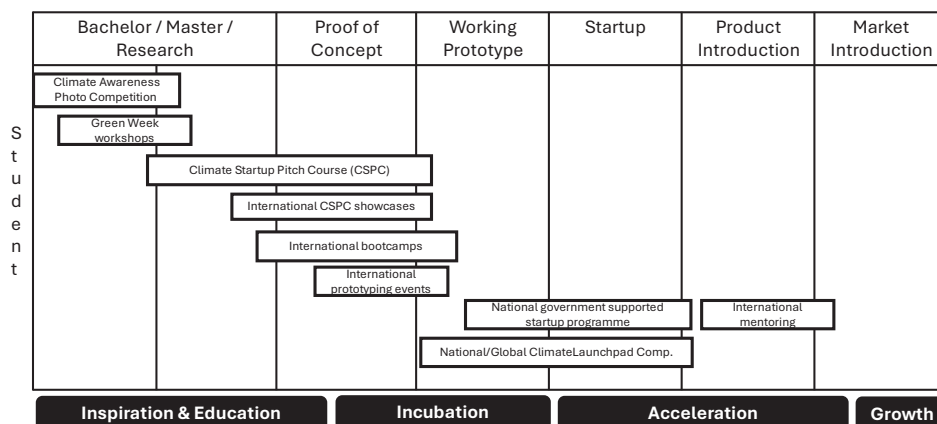 Bachelor / Master /
Research
Proof of
Concept
Working
Prototype
Startup
Product
Introduction
Market
Introduction
Student
Climate Awareness
Photo Competition
Green Week
workshops
Climate Startup Pitch Course (CSPC)
International CSPC showcases
International bootcamps
International
prototyping events
National government supported
startup programme
International
mentoring
National/Global ClimateLaunchpad Comp.
Inspiration & Education
Incubation
Acceleration
Growth